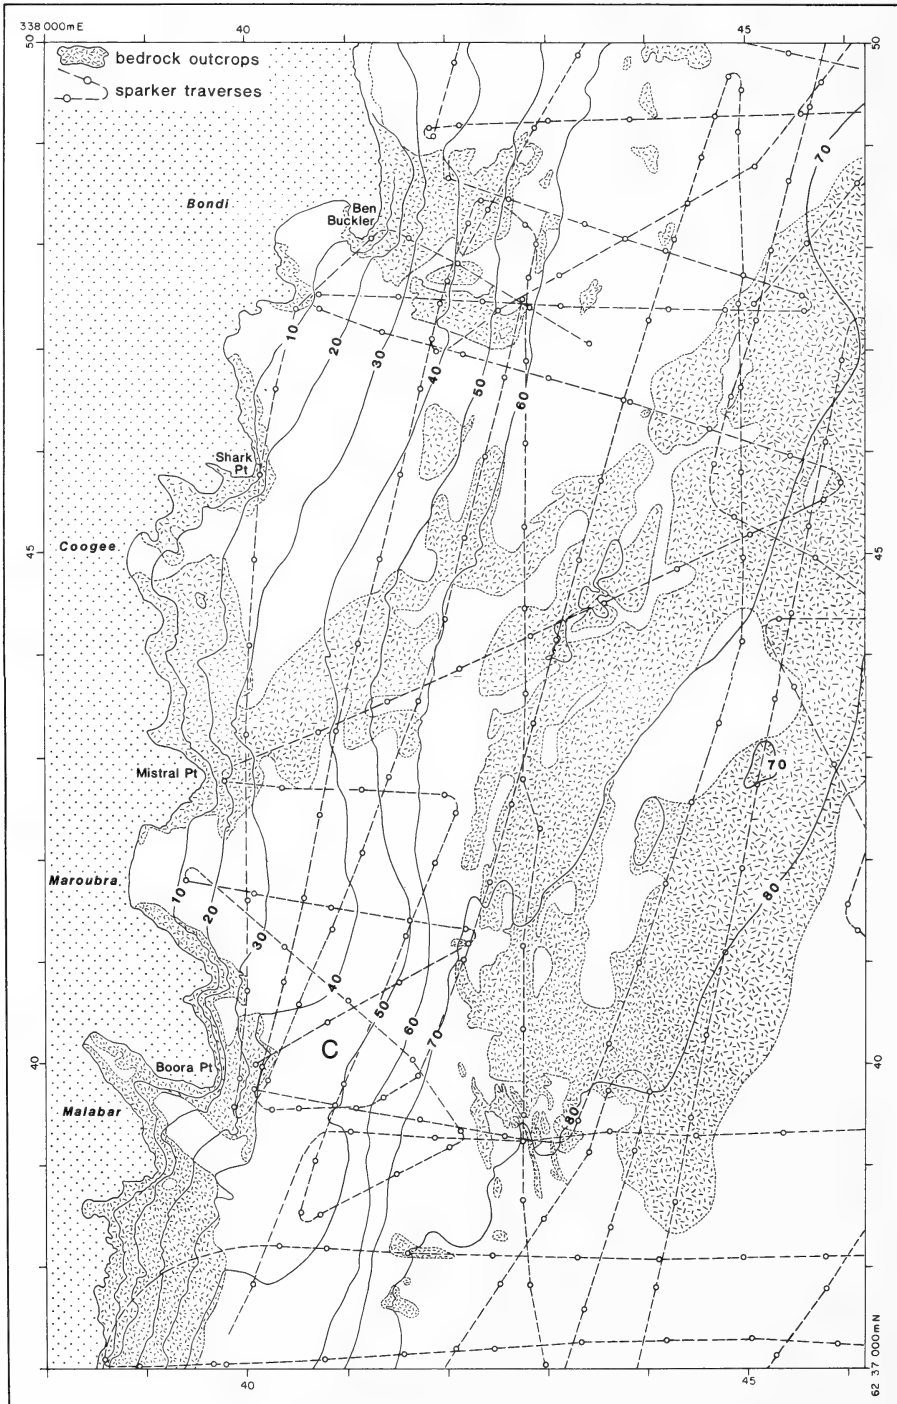 338 000mE
40
45
50
50
bedrock outcrops
sparker traverses
70
Bondi
Ben
Buckler
10
20
30
40
50
60
Shark
Pt
Coogee
45
45
Mistral Pt
70
Maroubra
10
20
30
80
40
50
60
70
C
40
40
Boora Pt
Malabar
80
40
45
62 37 000mN